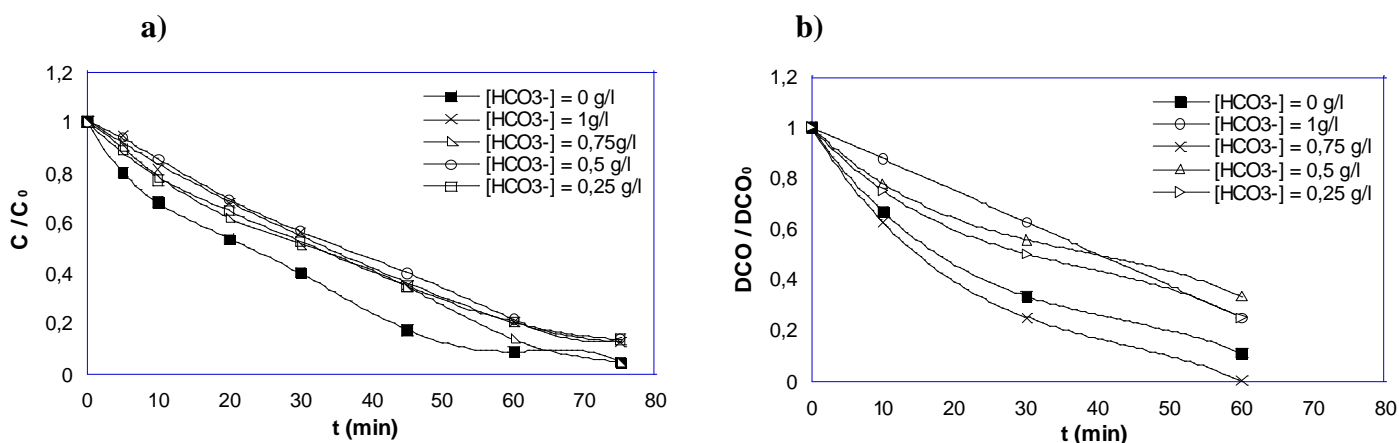 a)
C / C₀
1,2
1
0,8
0,6
0,4
0,2
0
0 10 20 30 40 50 60 70 80
t (min)
[HCO3-] = 0 g/l
[HCO3-] = 1g/l
[HCO3-] = 0,75g/l
[HCO3-] = 0,5 g/l
[HCO3-] = 0,25 g/l
b)
DCO / DCO₀
1,2
1
0,8
0,6
0,4
0,2
0
0 10 20 30 40 50 60 70 80
t (min)
[HCO3-] = 0 g/l
[HCO3-] = 1g/l
[HCO3-] = 0,75 g/l
[HCO3-] = 0,5 g/l
[HCO3-] = 0,25 g/l